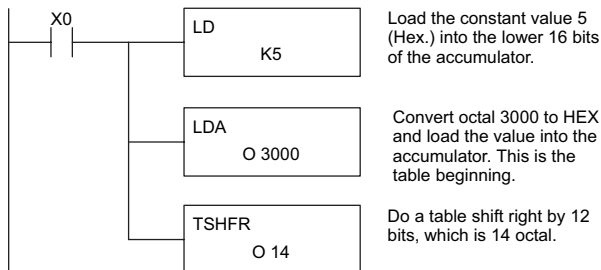 X0
LD
K5
Load the constant value 5
(Hex.) into the lower 16 bits
of the accumulator.
LDA
O 3000
Convert octal 3000 to HEX
and load the value into the
accumulator. This is the
table beginning.
TSHFR
O 14
Do a table shift right by 12
bits, which is 14 octal.